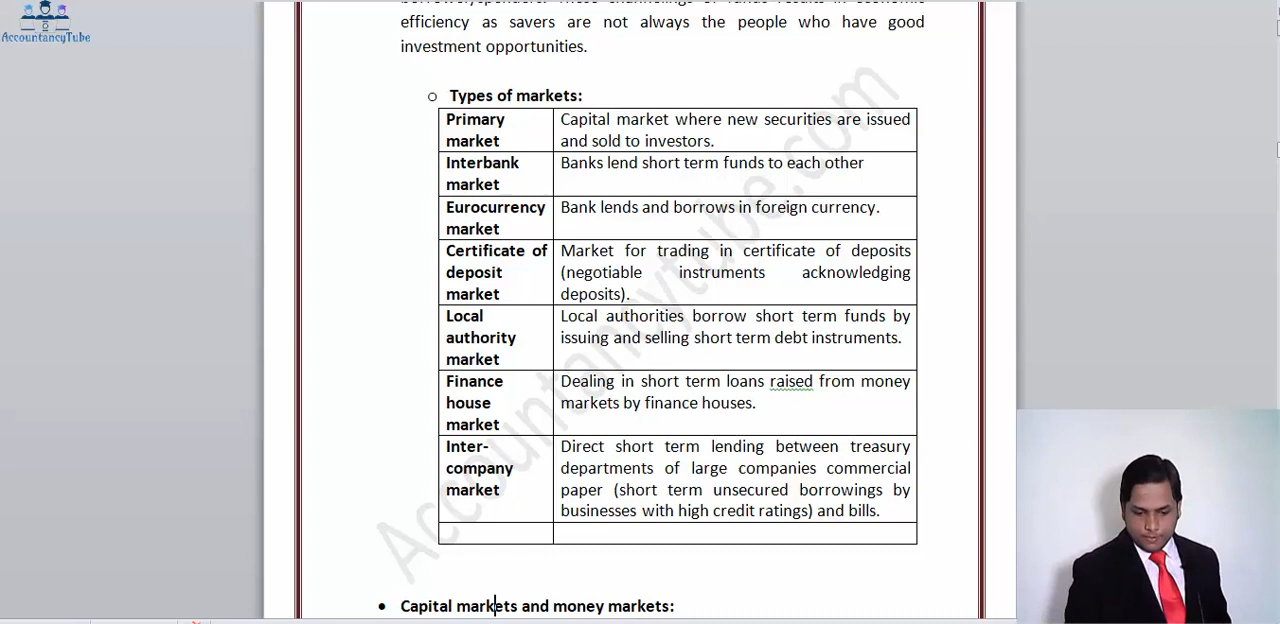 AccountancyTube
efficiency as savers are not always the people who have good
investment opportunities.
o Types of markets:
Primary market
Capital market where new securities are issued
and sold to investors.
Interbank market
Banks lend short term funds to each other
Eurocurrency market
Bank lends and borrows in foreign currency.
Certificate of deposit market
Market for trading in certificate of deposits
(negotiable instruments acknowledging
deposits).
Local authority market
Local authorities borrow short term funds by
issuing and selling short term debt instruments.
Finance house market
Dealing in short term loans raised from money
markets by finance houses.
Inter-company market
Direct short term lending between treasury
departments of large companies commercial
paper (short term unsecured borrowings by
businesses with high credit ratings) and bills.
• Capital markets and money markets:
Accountancytube.com